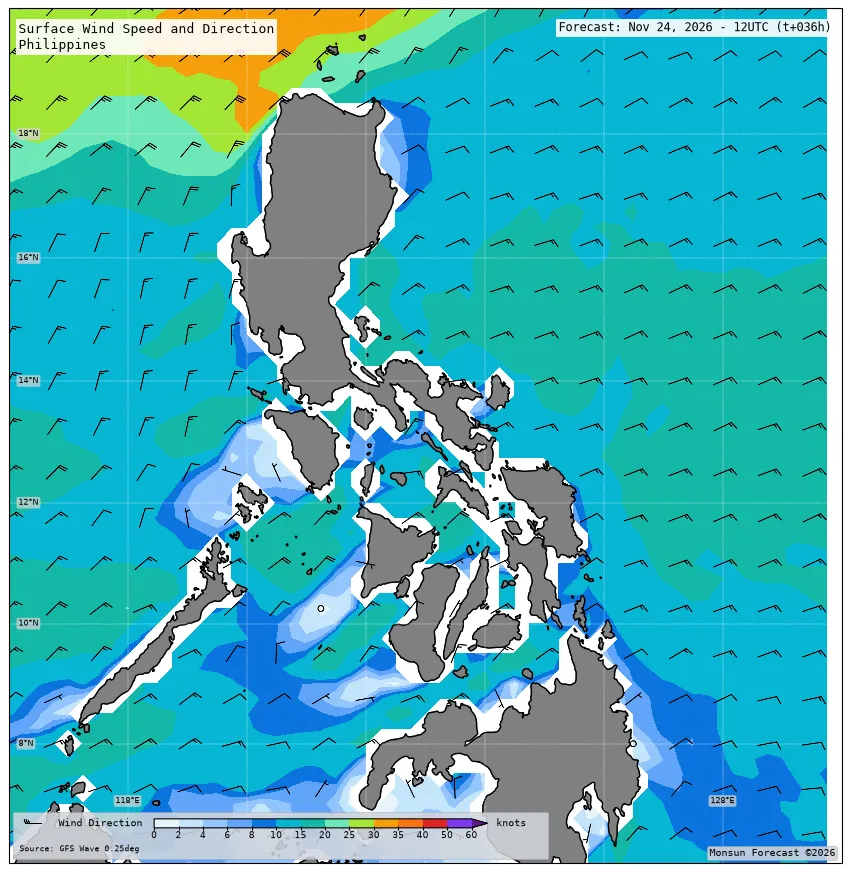 Surface Wind Speed and Direction
Philippines
Forecast: Nov 24, 2026 - 12UTC (t+036h)
18°N
16°N
14°N
12°N
10°N
8°N
118°E
128°E
Wind Direction
0 2 4 6 8 10 15 20 25 30 35 40 50 60 knots
Source: GFS Wave 0.25deg
Monsun Forecast ©2026